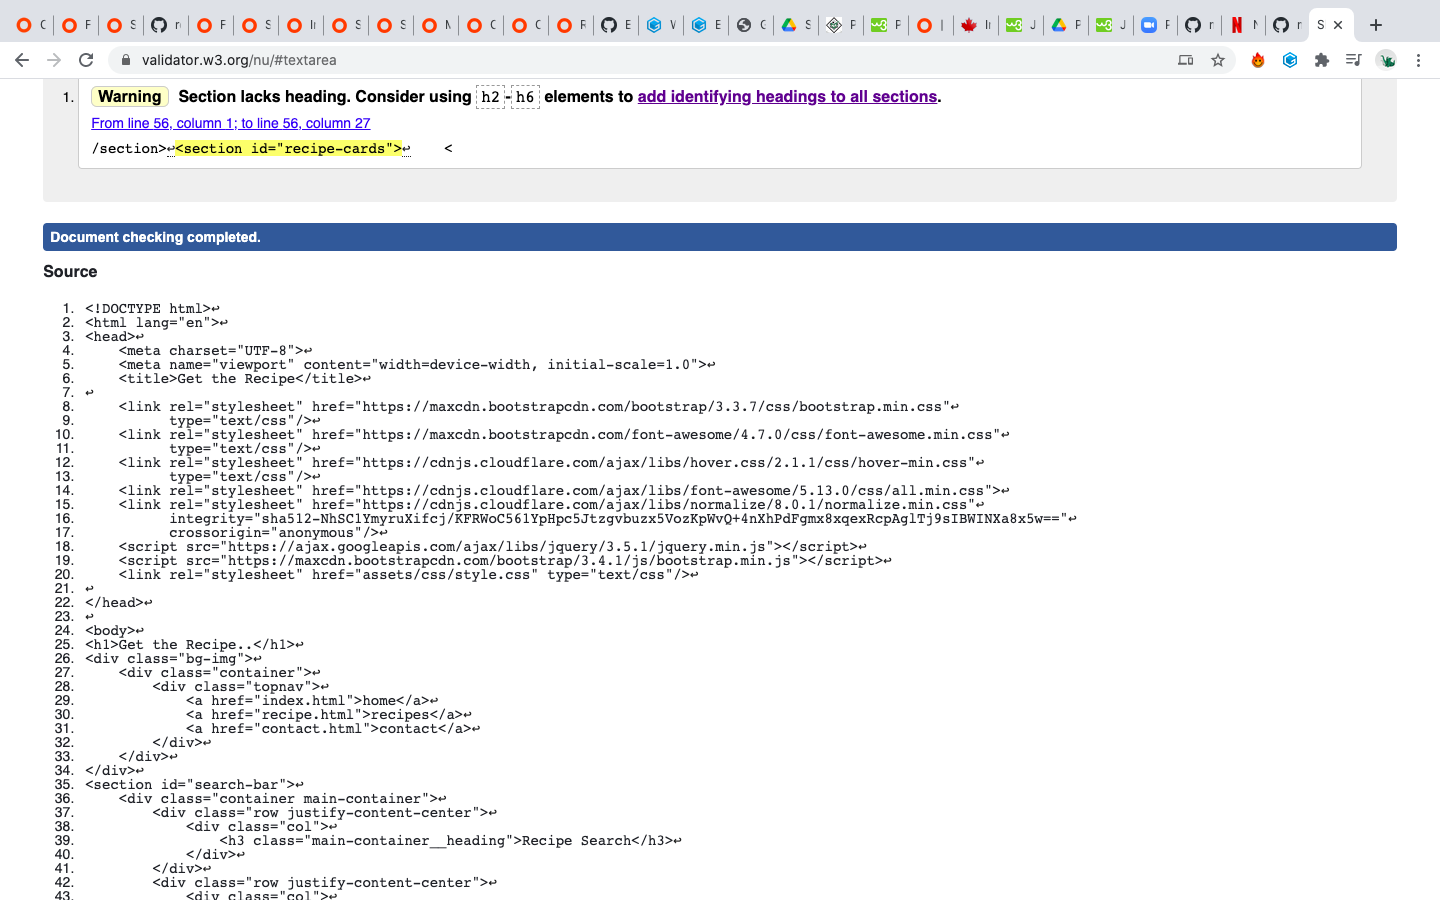 validator.w3.org/nu/#textarea
1. Warning Section lacks heading. Consider using h2-h6 elements to add identifying headings to all sections.
From line 56, column 1; to line 56, column 27
/section>↩<section id="recipe-cards">↩    <
Document checking completed.
Source
1. <!DOCTYPE html>↩
2. <html lang="en">↩
3. <head>↩
4.     <meta charset="UTF-8">↩
5.     <meta name="viewport" content="width=device-width, initial-scale=1.0">↩
6.     <title>Get the Recipe</title>↩
7. ↩
8.     <link rel="stylesheet" href="https://maxcdn.bootstrapcdn.com/bootstrap/3.3.7/css/bootstrap.min.css"↩
9.           type="text/css"/>↩
10.     <link rel="stylesheet" href="https://maxcdn.bootstrapcdn.com/font-awesome/4.7.0/css/font-awesome.min.css"↩
11.           type="text/css"/>↩
12.     <link rel="stylesheet" href="https://cdnjs.cloudflare.com/ajax/libs/hover.css/2.1.1/css/hover-min.css"↩
13.           type="text/css"/>↩
14.     <link rel="stylesheet" href="https://cdnjs.cloudflare.com/ajax/libs/font-awesome/5.13.0/css/all.min.css">↩
15.     <link rel="stylesheet" href="https://cdnjs.cloudflare.com/ajax/libs/normalize/8.0.1/normalize.min.css"↩
16.           integrity="sha512-NhSC1YmyruXifcj/KFRWoC561YpHpc5Jtzgvbuzx5VozKpWvQ+4nXhPdFgmx8xqexRcpAglTj9sIBWINXa8x5w=="↩
17.           crossorigin="anonymous"/>↩
18.     <script src="https://ajax.googleapis.com/ajax/libs/jquery/3.5.1/jquery.min.js"></script>↩
19.     <script src="https://maxcdn.bootstrapcdn.com/bootstrap/3.4.1/js/bootstrap.min.js"></script>↩
20.     <link rel="stylesheet" href="assets/css/style.css" type="text/css"/>↩
21. ↩
22. </head>↩
23. ↩
24. <body>↩
25. <h1>Get the Recipe..</h1>↩
26. <div class="bg-img">↩
27.     <div class="container">↩
28.         <div class="topnav">↩
29.             <a href="index.html">home</a>↩
30.             <a href="recipe.html">recipes</a>↩
31.             <a href="contact.html">contact</a>↩
32.         </div>↩
33.     </div>↩
34. </div>↩
35. <section id="search-bar">↩
36.     <div class="container main-container">↩
37.         <div class="row justify-content-center">↩
38.             <div class="col">↩
39.                 <h3 class="main-container__heading">Recipe Search</h3>↩
40.             </div>↩
41.         </div>↩
42.         <div class="row justify-content-center">↩
43.             <div class="col">↩